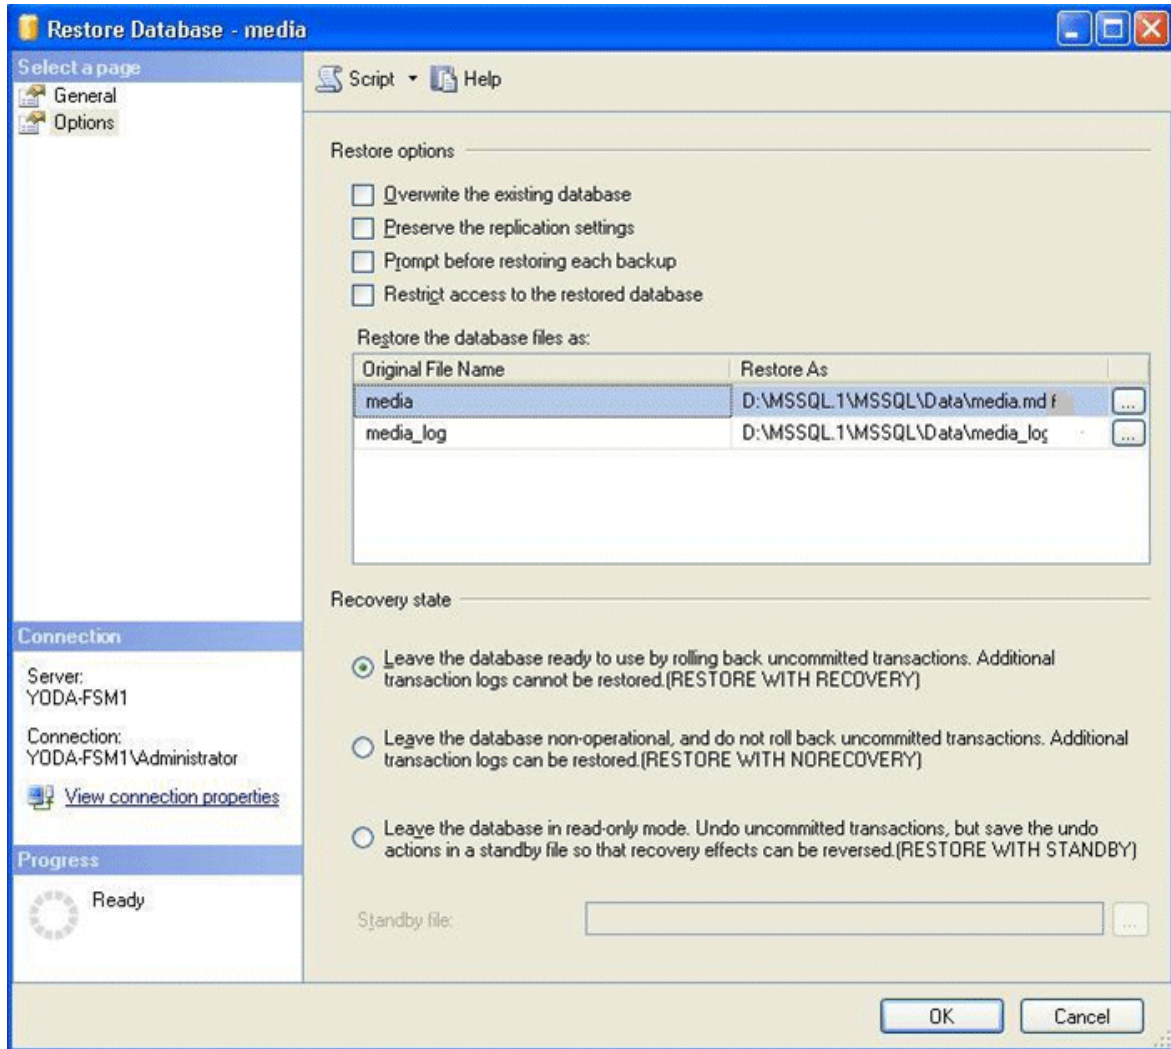 Restore Database - media
Select a page
General
Options
Script
Help
Restore options
Overwrite the existing database
Preserve the replication settings
Prompt before restoring each backup
Restrict access to the restored database
Restore the database files as:
Original File Name Restore As
media D:\MSSQL.1\MSSQL\Data\media.md f ...
media_log D:\MSSQL.1\MSSQL\Data\media_log ...
Recovery state
Leave the database ready to use by rolling back uncommitted transactions. Additional
transaction logs cannot be restored.(RESTORE WITH RECOVERY)
Leave the database non-operational, and do not roll back uncommitted transactions. Additional
transaction logs can be restored.(RESTORE WITH NORECOVERY)
Leave the database in read-only mode. Undo uncommitted transactions, but save the undo
actions in a standby file so that recovery effects can be reversed.(RESTORE WITH STANDBY)
Standby file: ...
Connection
Server:
YODA-FSM1
Connection:
YODA-FSM1\Administrator
View connection properties
Progress
Ready
OK Cancel